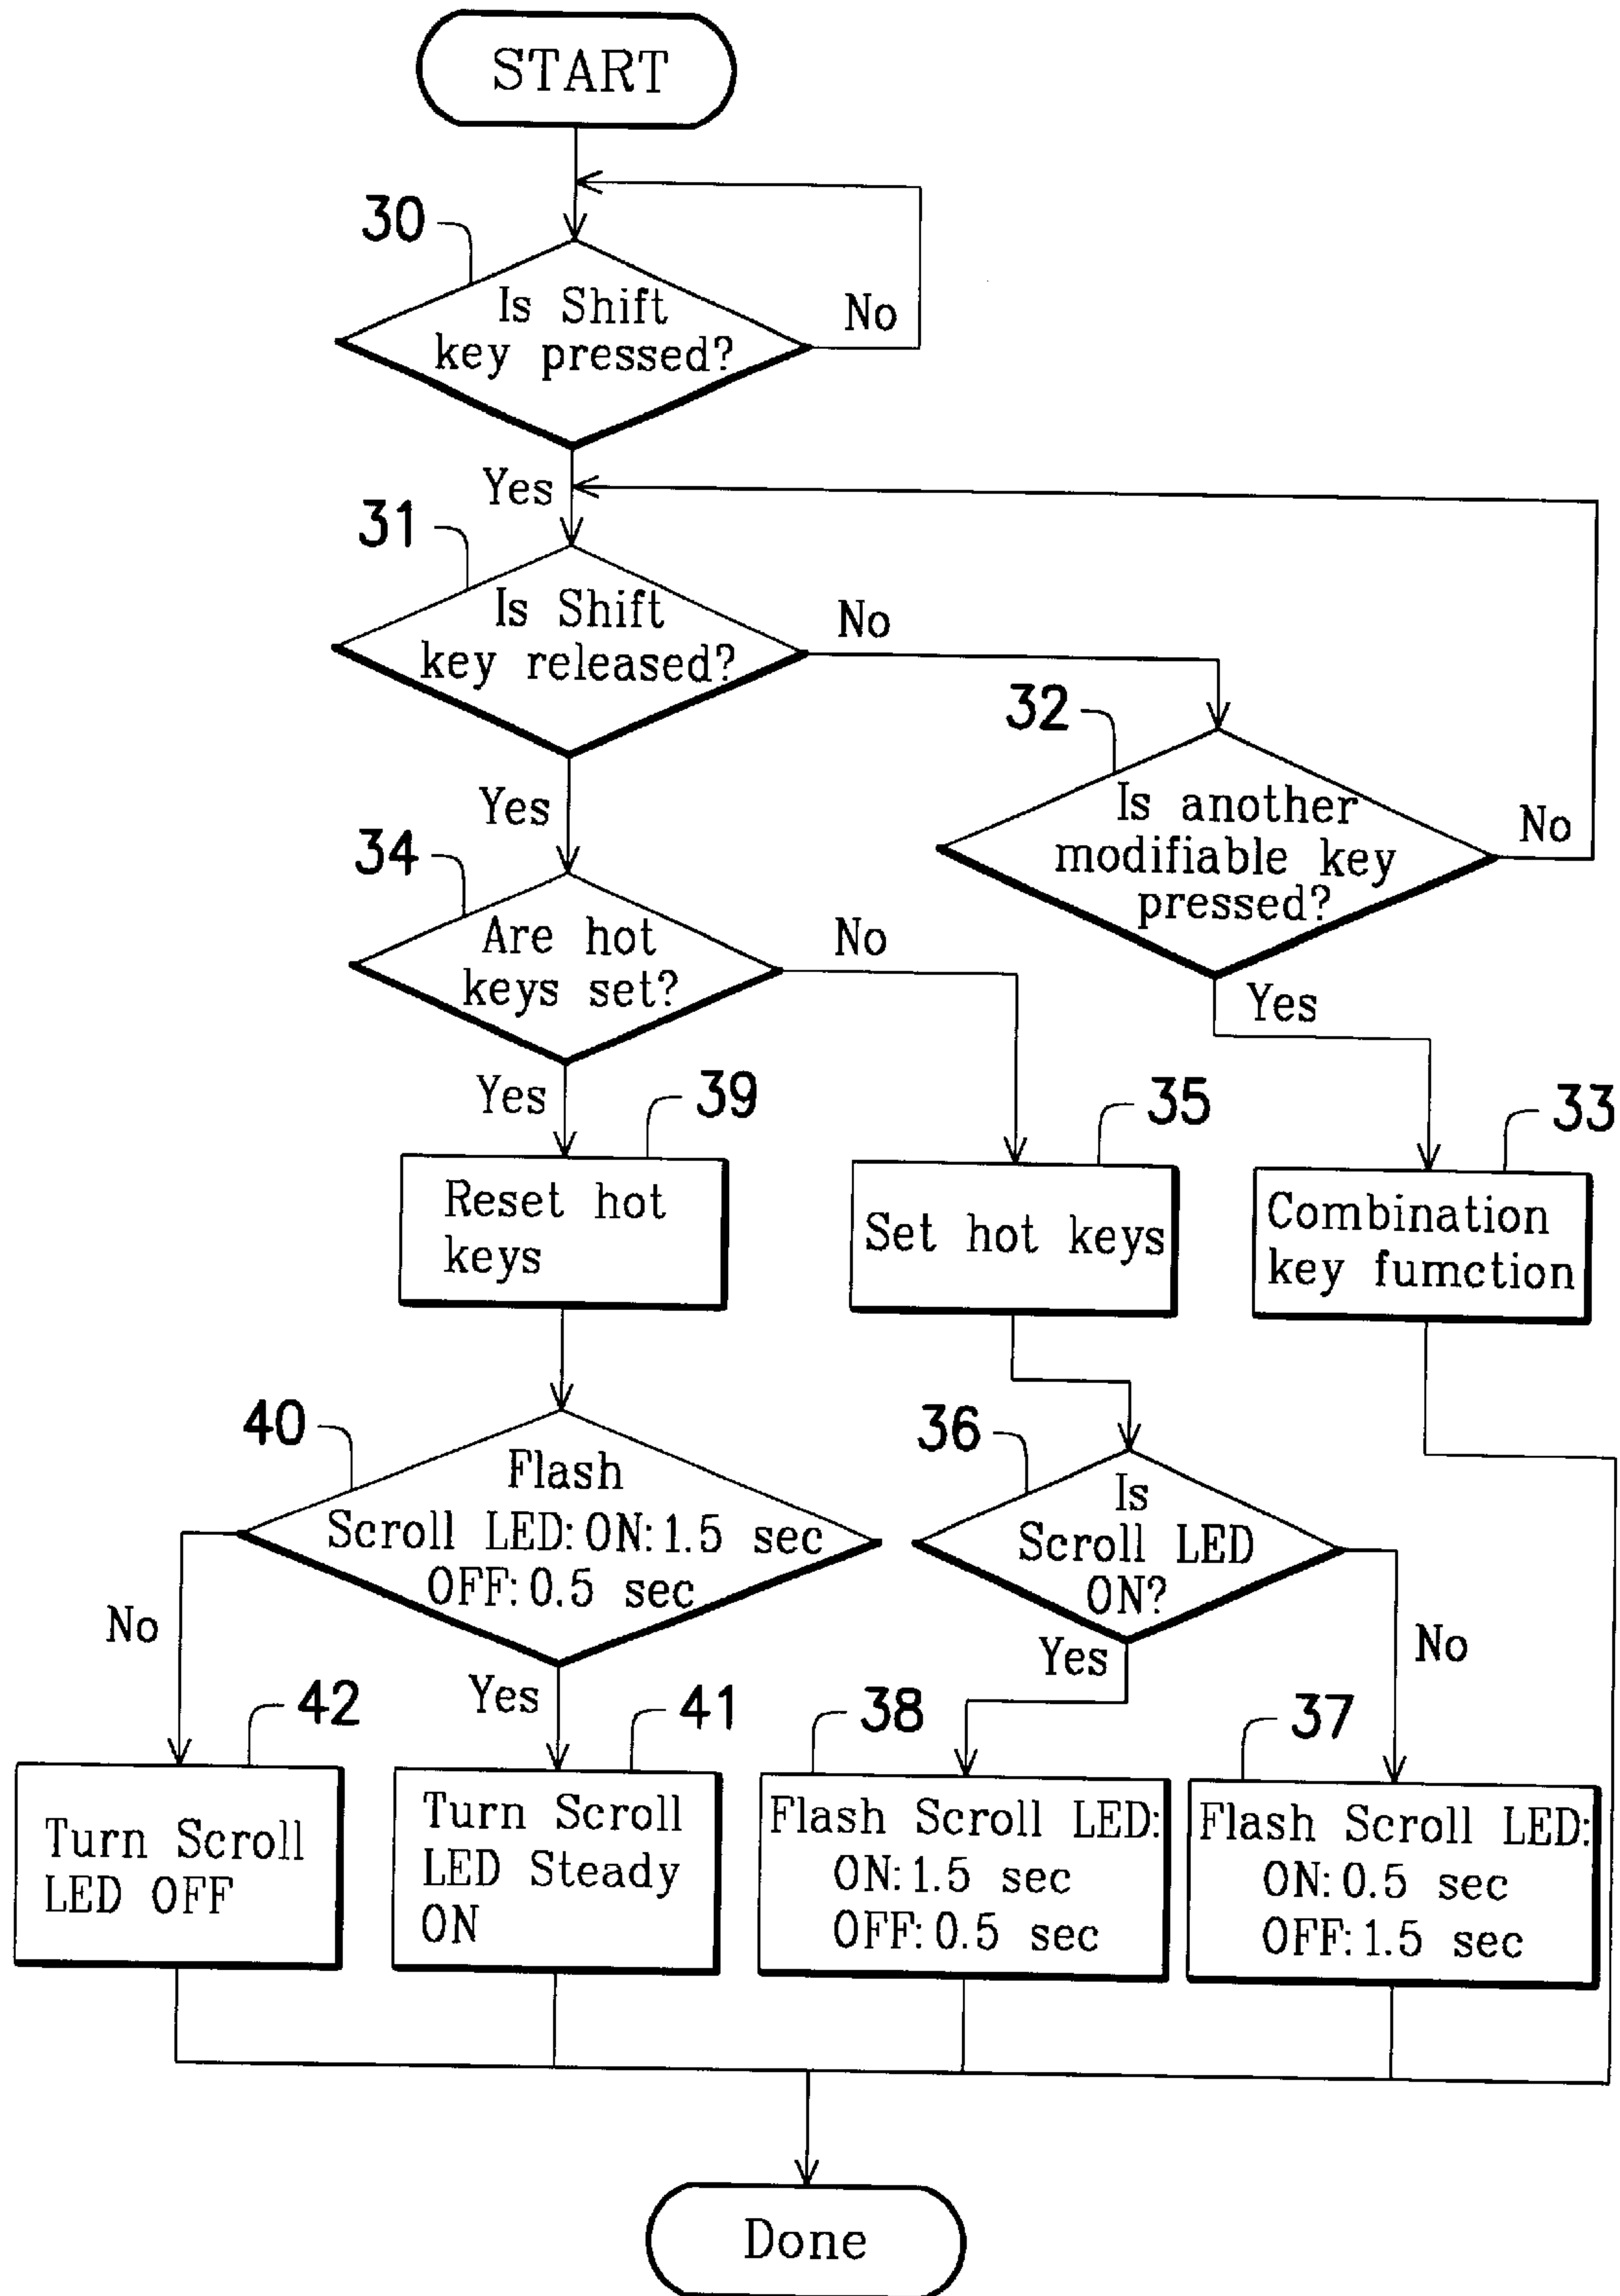 START
30
Is Shift
key pressed?
No
Yes
31
Is Shift
key released?
No
32
Is another
modifiable key
pressed?
No
Yes
Yes
34
Are hot
keys set?
No
Yes
39
Reset hot
keys
35
Set hot keys
33
Combination
key fumction
40
Flash
Scroll LED: ON: 1.5 sec
OFF: 0.5 sec
No
Yes
36
Is
Scroll LED
ON?
Yes
No
42
Turn Scroll
LED OFF
41
Turn Scroll
LED Steady
ON
38
Flash Scroll LED:
ON: 1.5 sec
OFF: 0.5 sec
37
Flash Scroll LED:
ON: 0.5 sec
OFF: 1.5 sec
Done